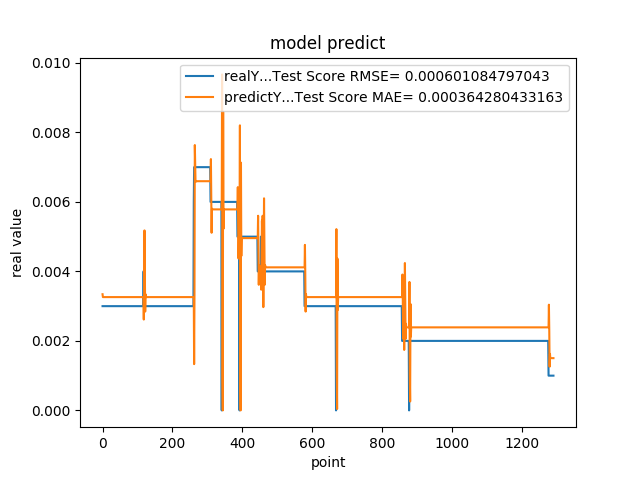 model predict
realY...Test Score RMSE= 0.000601084797043
predictY...Test Score MAE= 0.000364280433163
real value
0.010
0.008
0.006
0.004
0.002
0.000
0 200 400 600 800 1000 1200
point